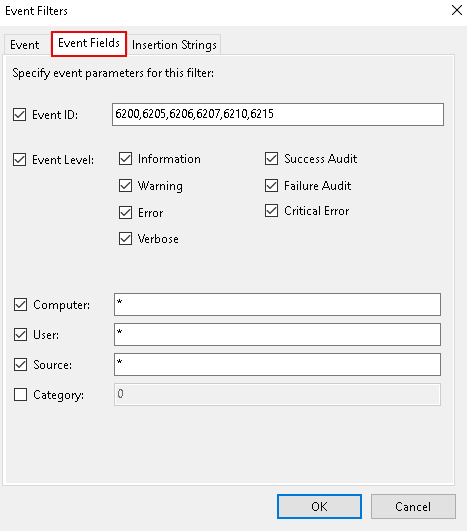 Event Filters
Event Event Fields Insertion Strings
Specify event parameters for this filter:
Event ID: 6200,6205,6206,6207,6210,6215
Event Level: Information Success Audit
Warning Failure Audit
Error Critical Error
Verbose
Computer: *
User: *
Source: *
Category: 0
OK Cancel